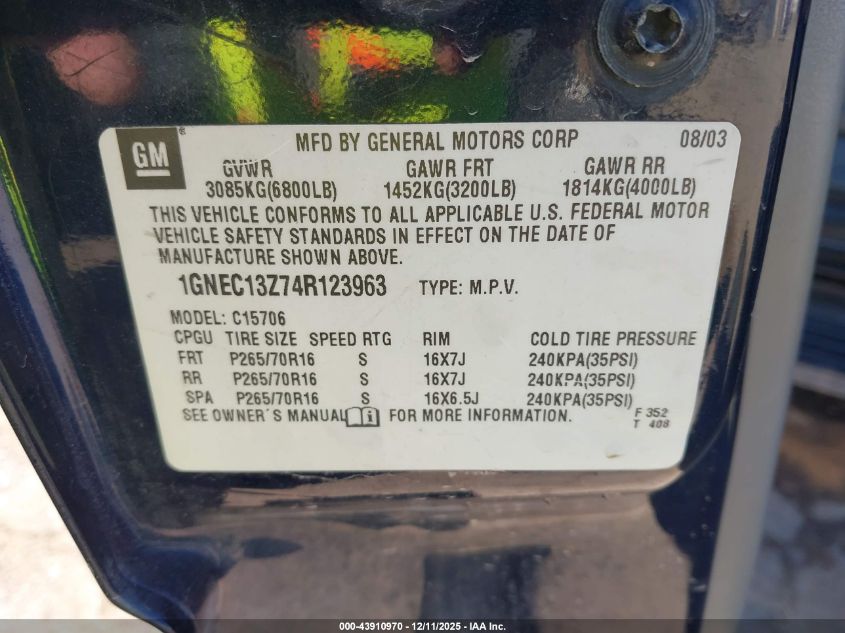 GM®
MFD BY GENERAL MOTORS CORP 08/03
GVWR GAWR FRT GAWR RR
3085KG(6800LB) 1452KG(3200LB) 1814KG(4000LB)
THIS VEHICLE CONFORMS TO ALL APPLICABLE U.S. FEDERAL MOTOR
VEHICLE SAFETY STANDARDS IN EFFECT ON THE DATE OF
MANUFACTURE SHOWN ABOVE.
1GNEC13Z74R123963 TYPE: M.P.V.
MODEL: C15706
CPGU TIRE SIZE SPEED RTG RIM COLD TIRE PRESSURE
FRT P265/70R16 S 16X7J 240KPA(35PSI)
RR P265/70R16 S 16X7J 240KPA(35PSI)
SPA P265/70R16 S 16X6.5J 240KPA(35PSI)
SEE OWNER'S MANUAL i FOR MORE INFORMATION.
F 352
T 408
000-43910970 - 12/11/2025 - IAA Inc.